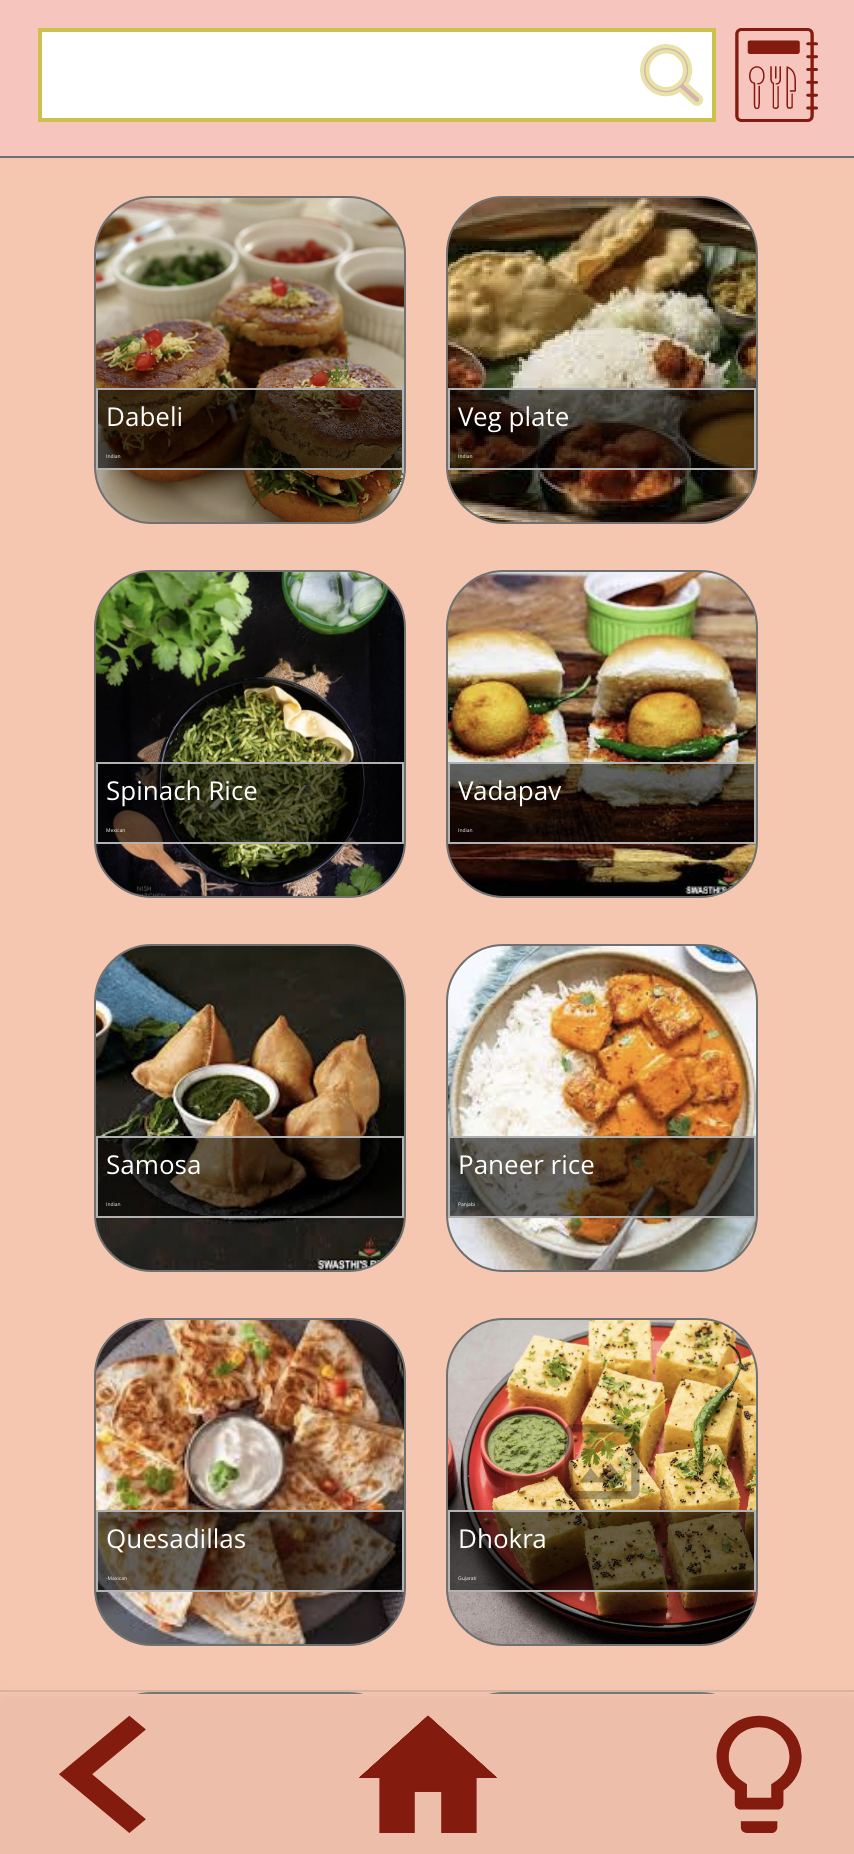 Dabeli
Indian
Veg plate
Indian
Spinach Rice
Mexican
Vadapav
Indian
SWASTHI'S
Samosa
Indian
SWASTHI'S
Paneer rice
Panjabi
Quesadillas
-Mexican
Dhokra
Gujarati